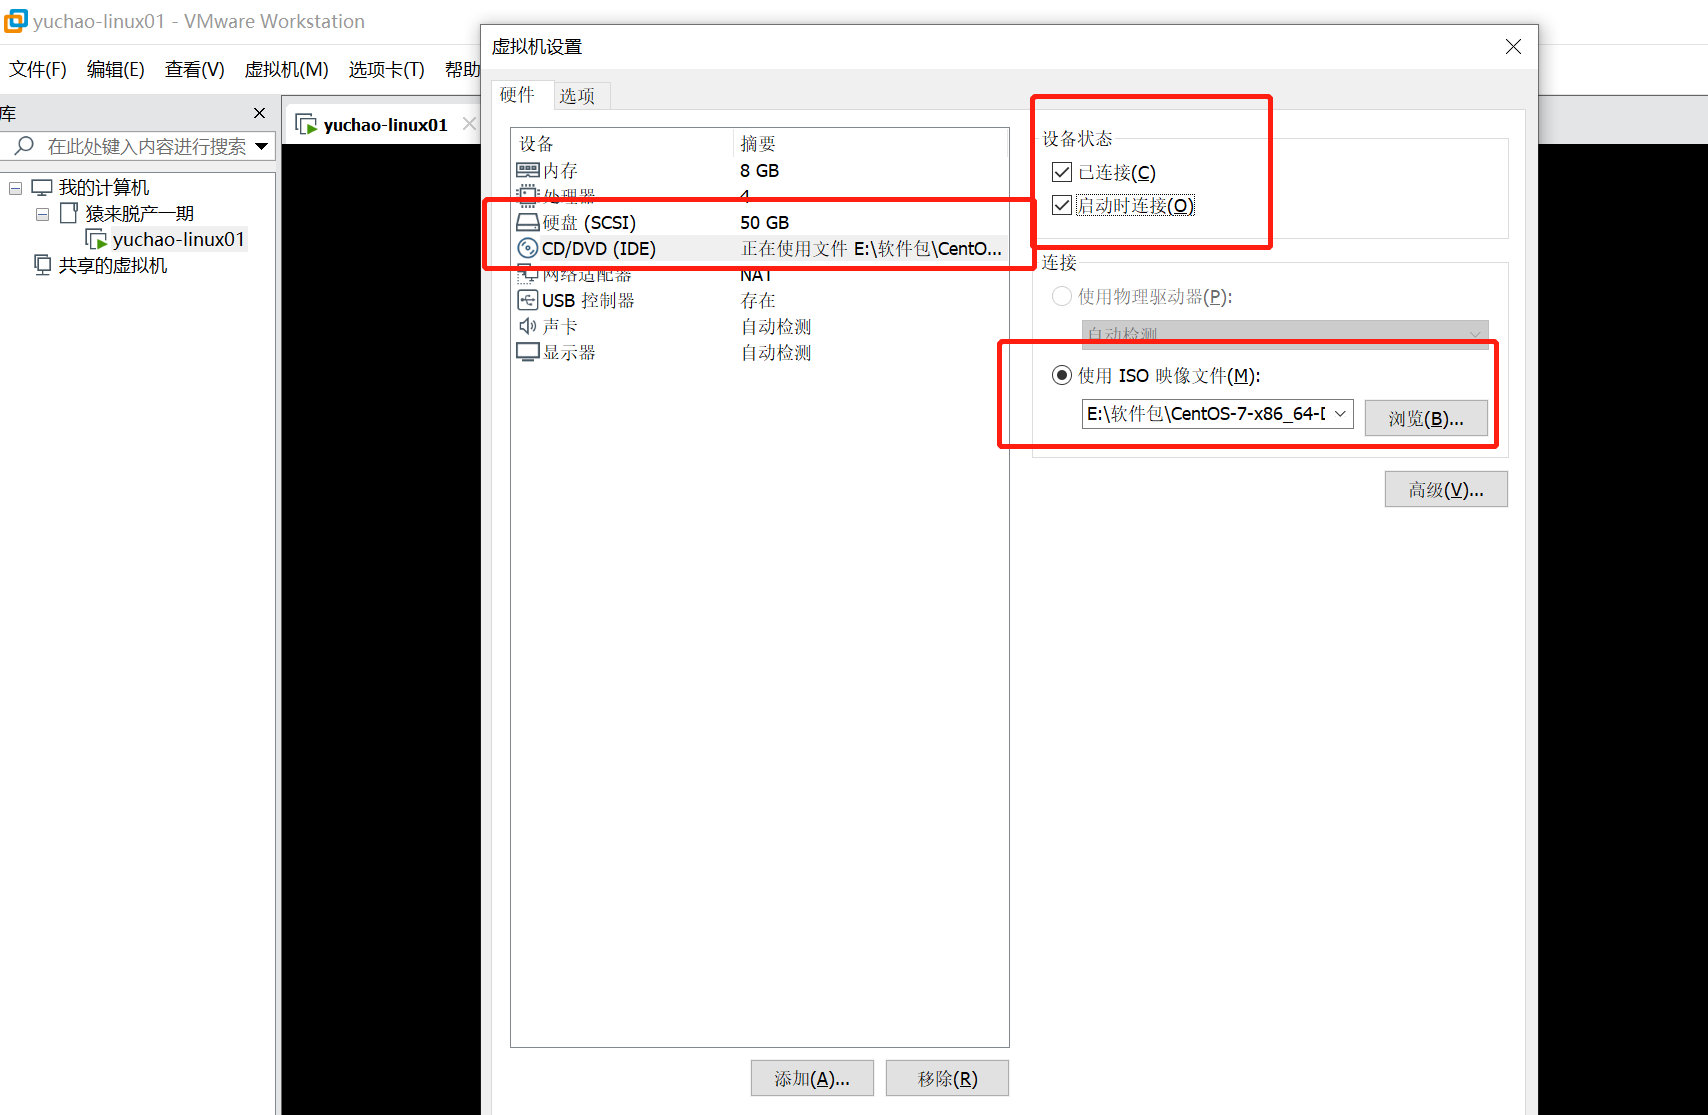 yuchao-linux01 - VMware Workstation
文件(F) 编辑(E) 查看(V) 虚拟机(M) 选项卡(T) 帮助
库
在此处键入内容进行搜索
我的计算机
猿来脱产一期
yuchao-linux01
共享的虚拟机
yuchao-linux01
虚拟机设置
硬件 选项
设备 摘要
内存 8 GB
处理器 4
硬盘 (SCSI) 50 GB
CD/DVD (IDE) 正在使用文件 E:\软件包\CentO...
网络适配器 NAT
USB 控制器 存在
声卡 自动检测
显示器 自动检测
添加(A)... 移除(R)
设备状态
已连接(C)
启动时连接(O)
连接
使用物理驱动器(P):
自动检测
使用 ISO 映像文件(M):
E:\软件包\CentOS-7-x86_64-D 浏览(B)...
高级(V)...